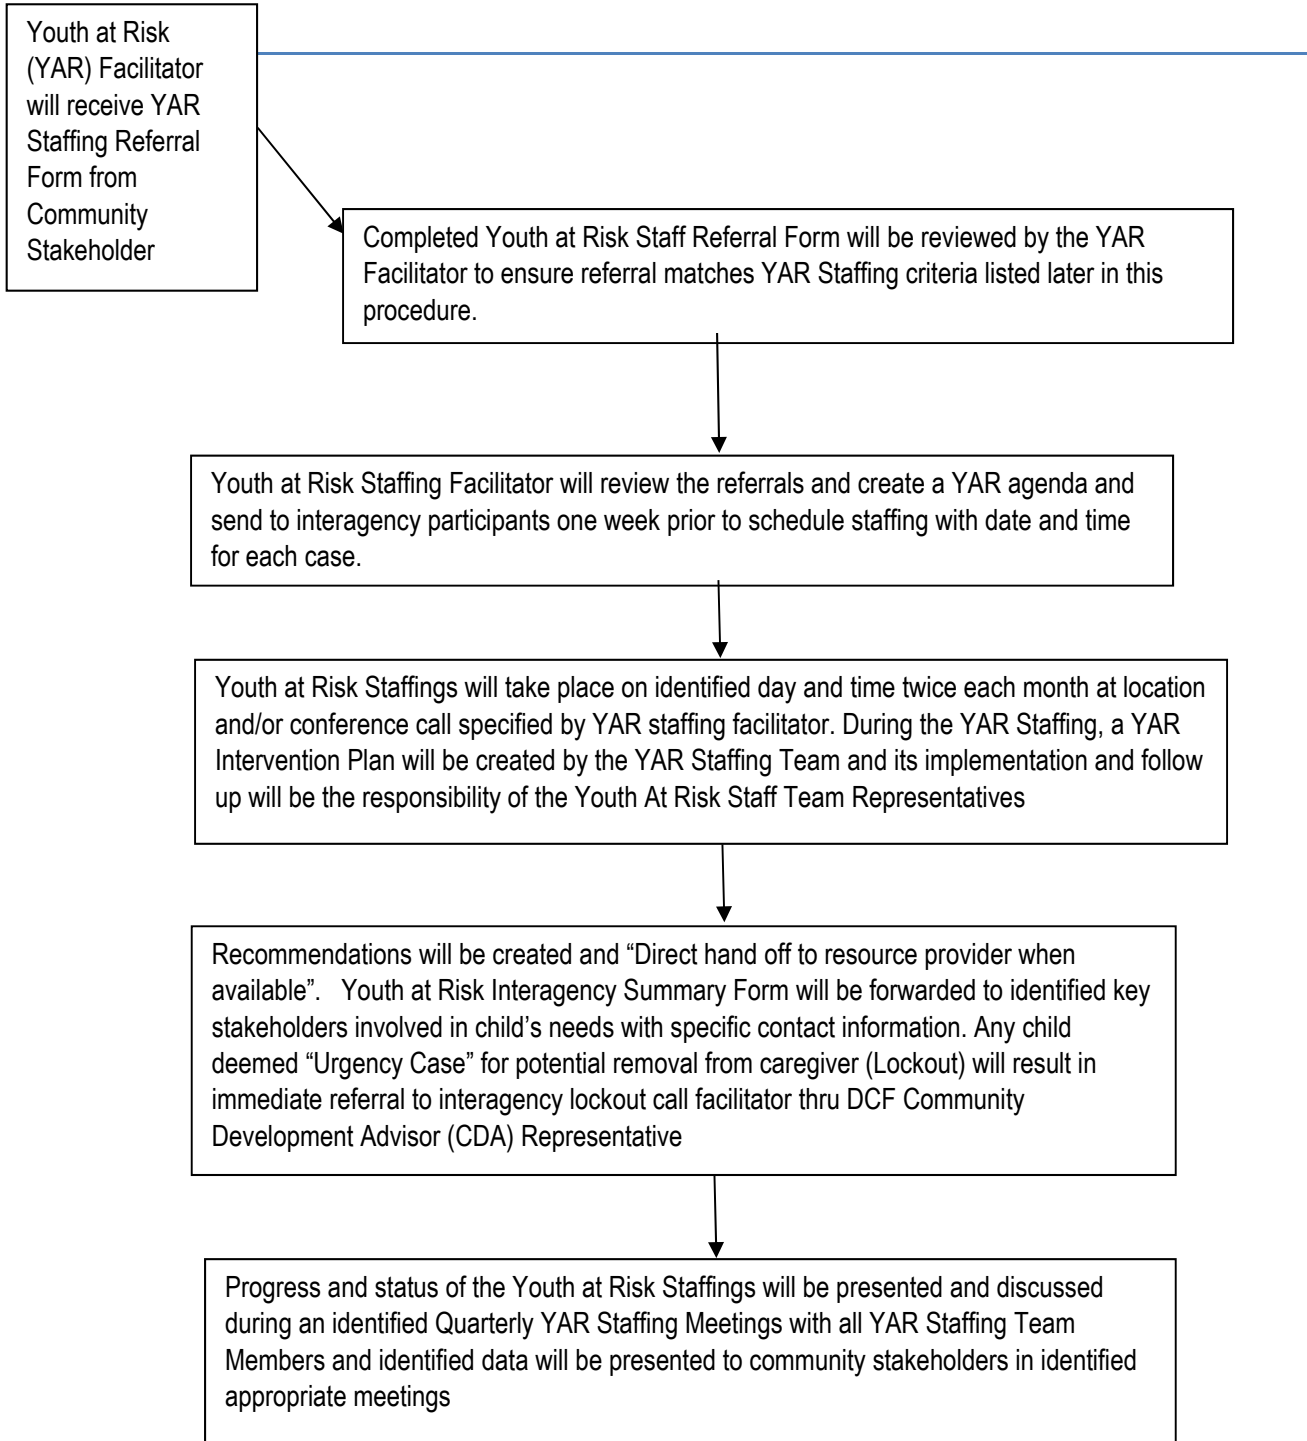 Youth at Risk
(YAR) Facilitator
will receive YAR
Staffing Referral
Form from
Community
Stakeholder
Completed Youth at Risk Staff Referral Form will be reviewed by the YAR
Facilitator to ensure referral matches YAR Staffing criteria listed later in this
procedure.
Youth at Risk Staffing Facilitator will review the referrals and create a YAR agenda and
send to interagency participants one week prior to schedule staffing with date and time
for each case.
Youth at Risk Staffings will take place on identified day and time twice each month at location
and/or conference call specified by YAR staffing facilitator. During the YAR Staffing, a YAR
Intervention Plan will be created by the YAR Staffing Team and its implementation and follow
up will be the responsibility of the Youth At Risk Staff Team Representatives
Recommendations will be created and “Direct hand off to resource provider when
available”.   Youth at Risk Interagency Summary Form will be forwarded to identified key
stakeholders involved in child’s needs with specific contact information. Any child
deemed “Urgency Case” for potential removal from caregiver (Lockout) will result in
immediate referral to interagency lockout call facilitator thru DCF Community
Development Advisor (CDA) Representative
Progress and status of the Youth at Risk Staffings will be presented and discussed
during an identified Quarterly YAR Staffing Meetings with all YAR Staffing Team
Members and identified data will be presented to community stakeholders in identified
appropriate meetings